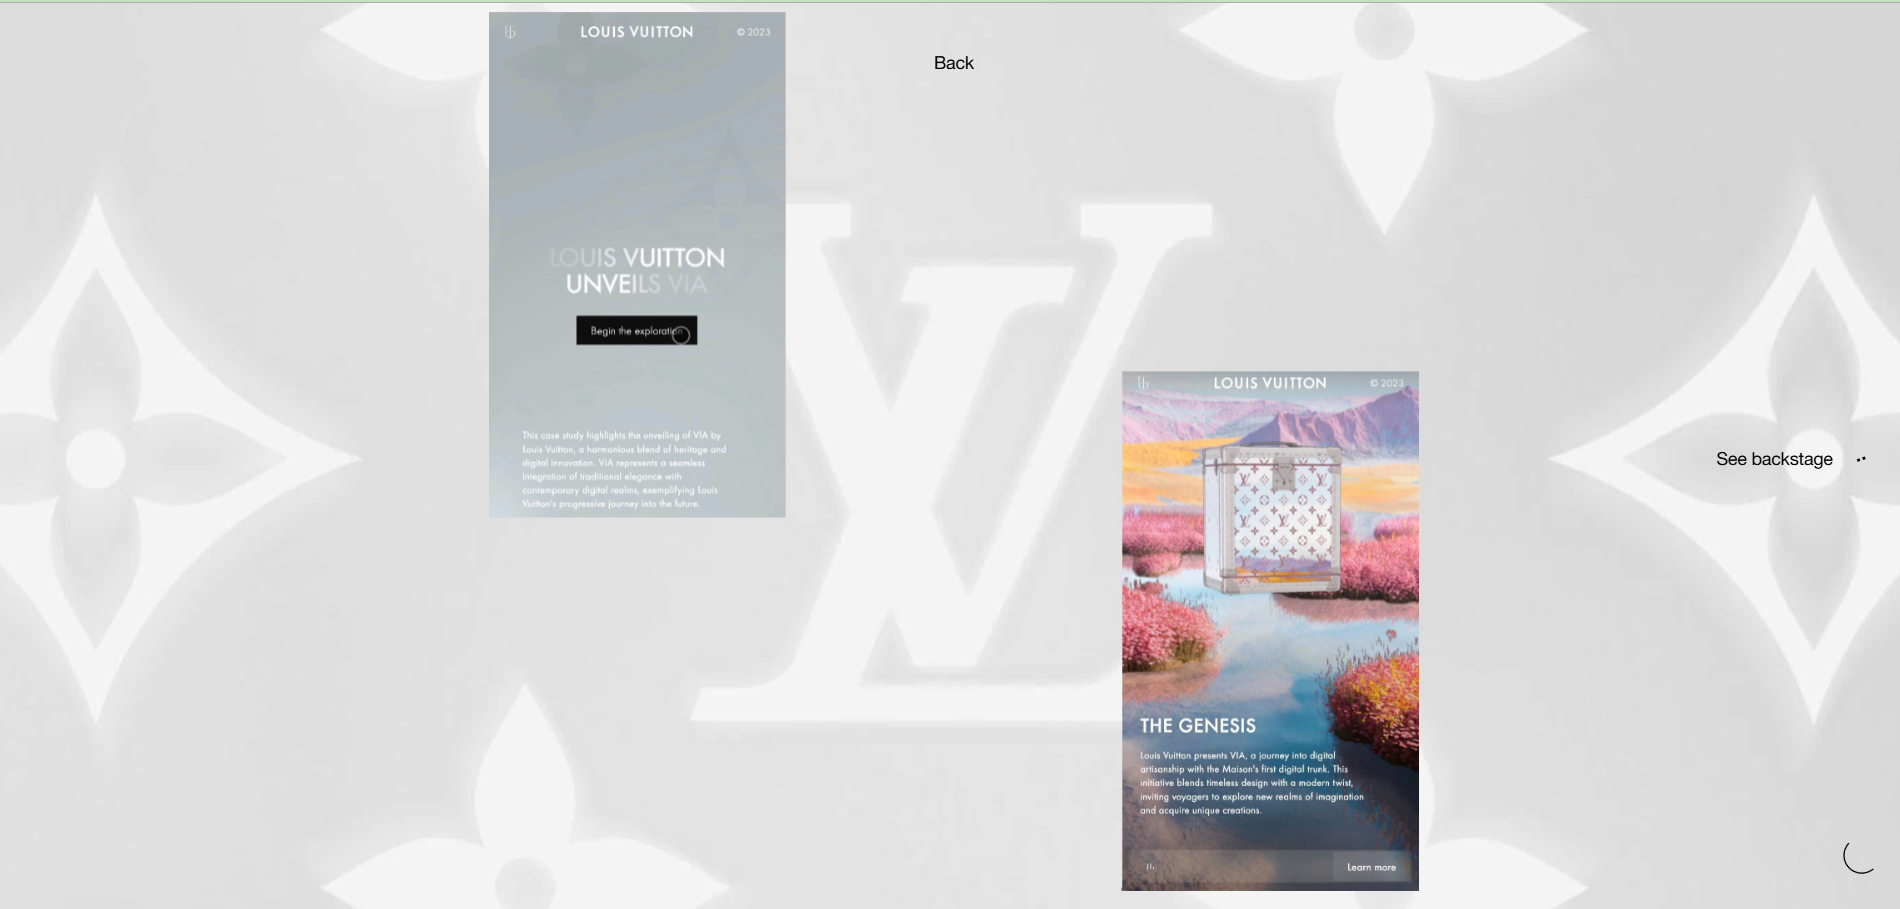 LOUIS VUITTON
© 2023
Back
LOUIS VUITTON
UNVEILS VIA
Begin the exploration
This case study highlights the unveiling of VIA by
Louis Vuitton, a harmonious blend of heritage and
digital innovation. VIA represents a seamless
integration of traditional elegance with
contemporary digital realms, exemplifying Louis
Vuitton's progressive journey into the future.
LOUIS VUITTON
© 2023
See backstage
THE GENESIS
Louis Vuitton presents VIA, a journey into digital
artisanship with the Maison's first digital trunk. This
initiative blends timeless design with a modern twist,
inviting voyagers to explore new realms of imagination
and acquire unique creations.
Learn more
LV